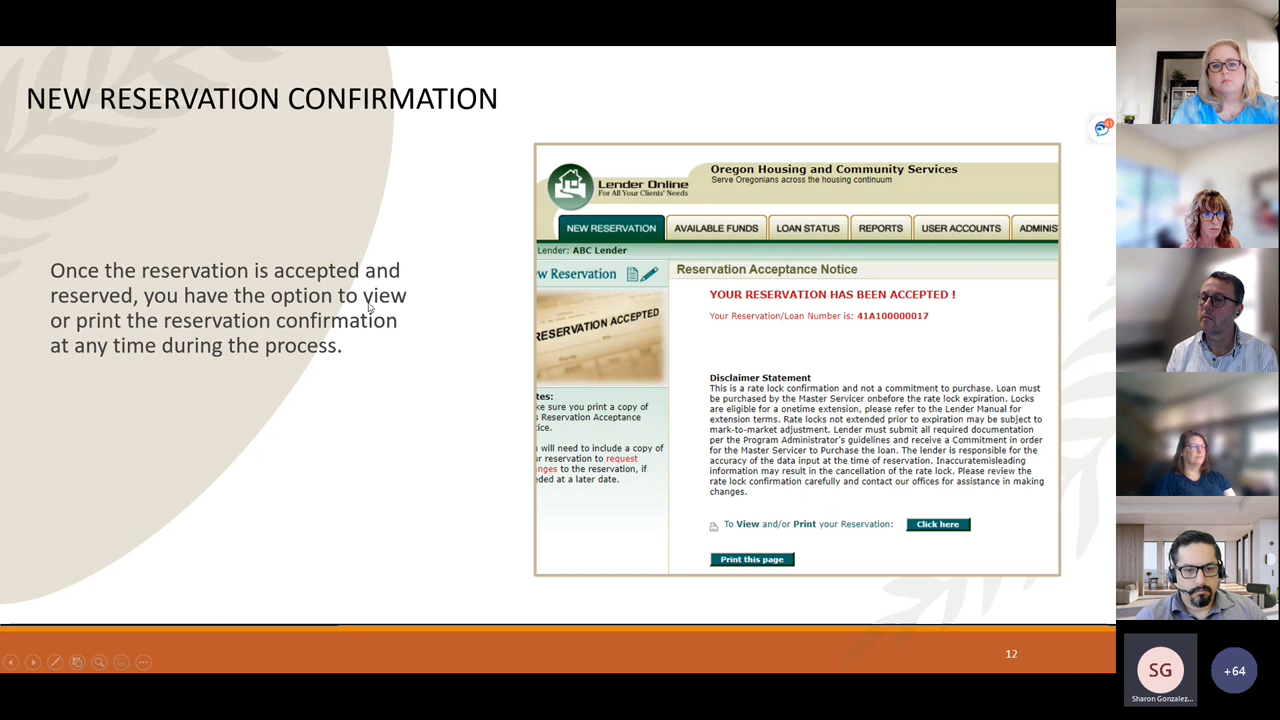 NEW RESERVATION CONFIRMATION
Once the reservation is accepted and
reserved, you have the option to view
or print the reservation confirmation
at any time during the process.
Lender Online
For All Your Clients' Needs
Oregon Housing and Community Services
Serve Oregonians across the housing continuum
NEW RESERVATION
AVAILABLE FUNDS
LOAN STATUS
REPORTS
USER ACCOUNTS
ADMINIS
Lender: ABC Lender
w Reservation
RESERVATION ACCEPTED
tes:
ke sure you print a copy of
s Reservation Acceptance
tice.
u will need to include a copy of
ur reservation to request
anges to the reservation, if
eded at a later date.
Reservation Acceptance Notice
YOUR RESERVATION HAS BEEN ACCEPTED !
Your Reservation/Loan Number is: 41A100000017
Disclaimer Statement
This is a rate lock confirmation and not a commitment to purchase. Loan must
be purchased by the Master Servicer onbefore the rate lock expiration. Locks
are eligible for a onetime extension, please refer to the Lender Manual for
extension terms. Rate locks not extended prior to expiration may be subject to
mark-to-market adjustment. Lender must submit all required documentation
per the Program Administrator's guidelines and receive a Commitment in order
for the Master Servicer to Purchase the loan. The lender is responsible for the
accuracy of the data input at the time of reservation. Inaccuratemisleading
information may result in the cancellation of the rate lock. Please review the
rate lock confirmation carefully and contact our offices for assistance in making
changes.
To View and/or Print your Reservation:
Click here
Print this page
12
41
SG
Sharon Gonzalez...
+64